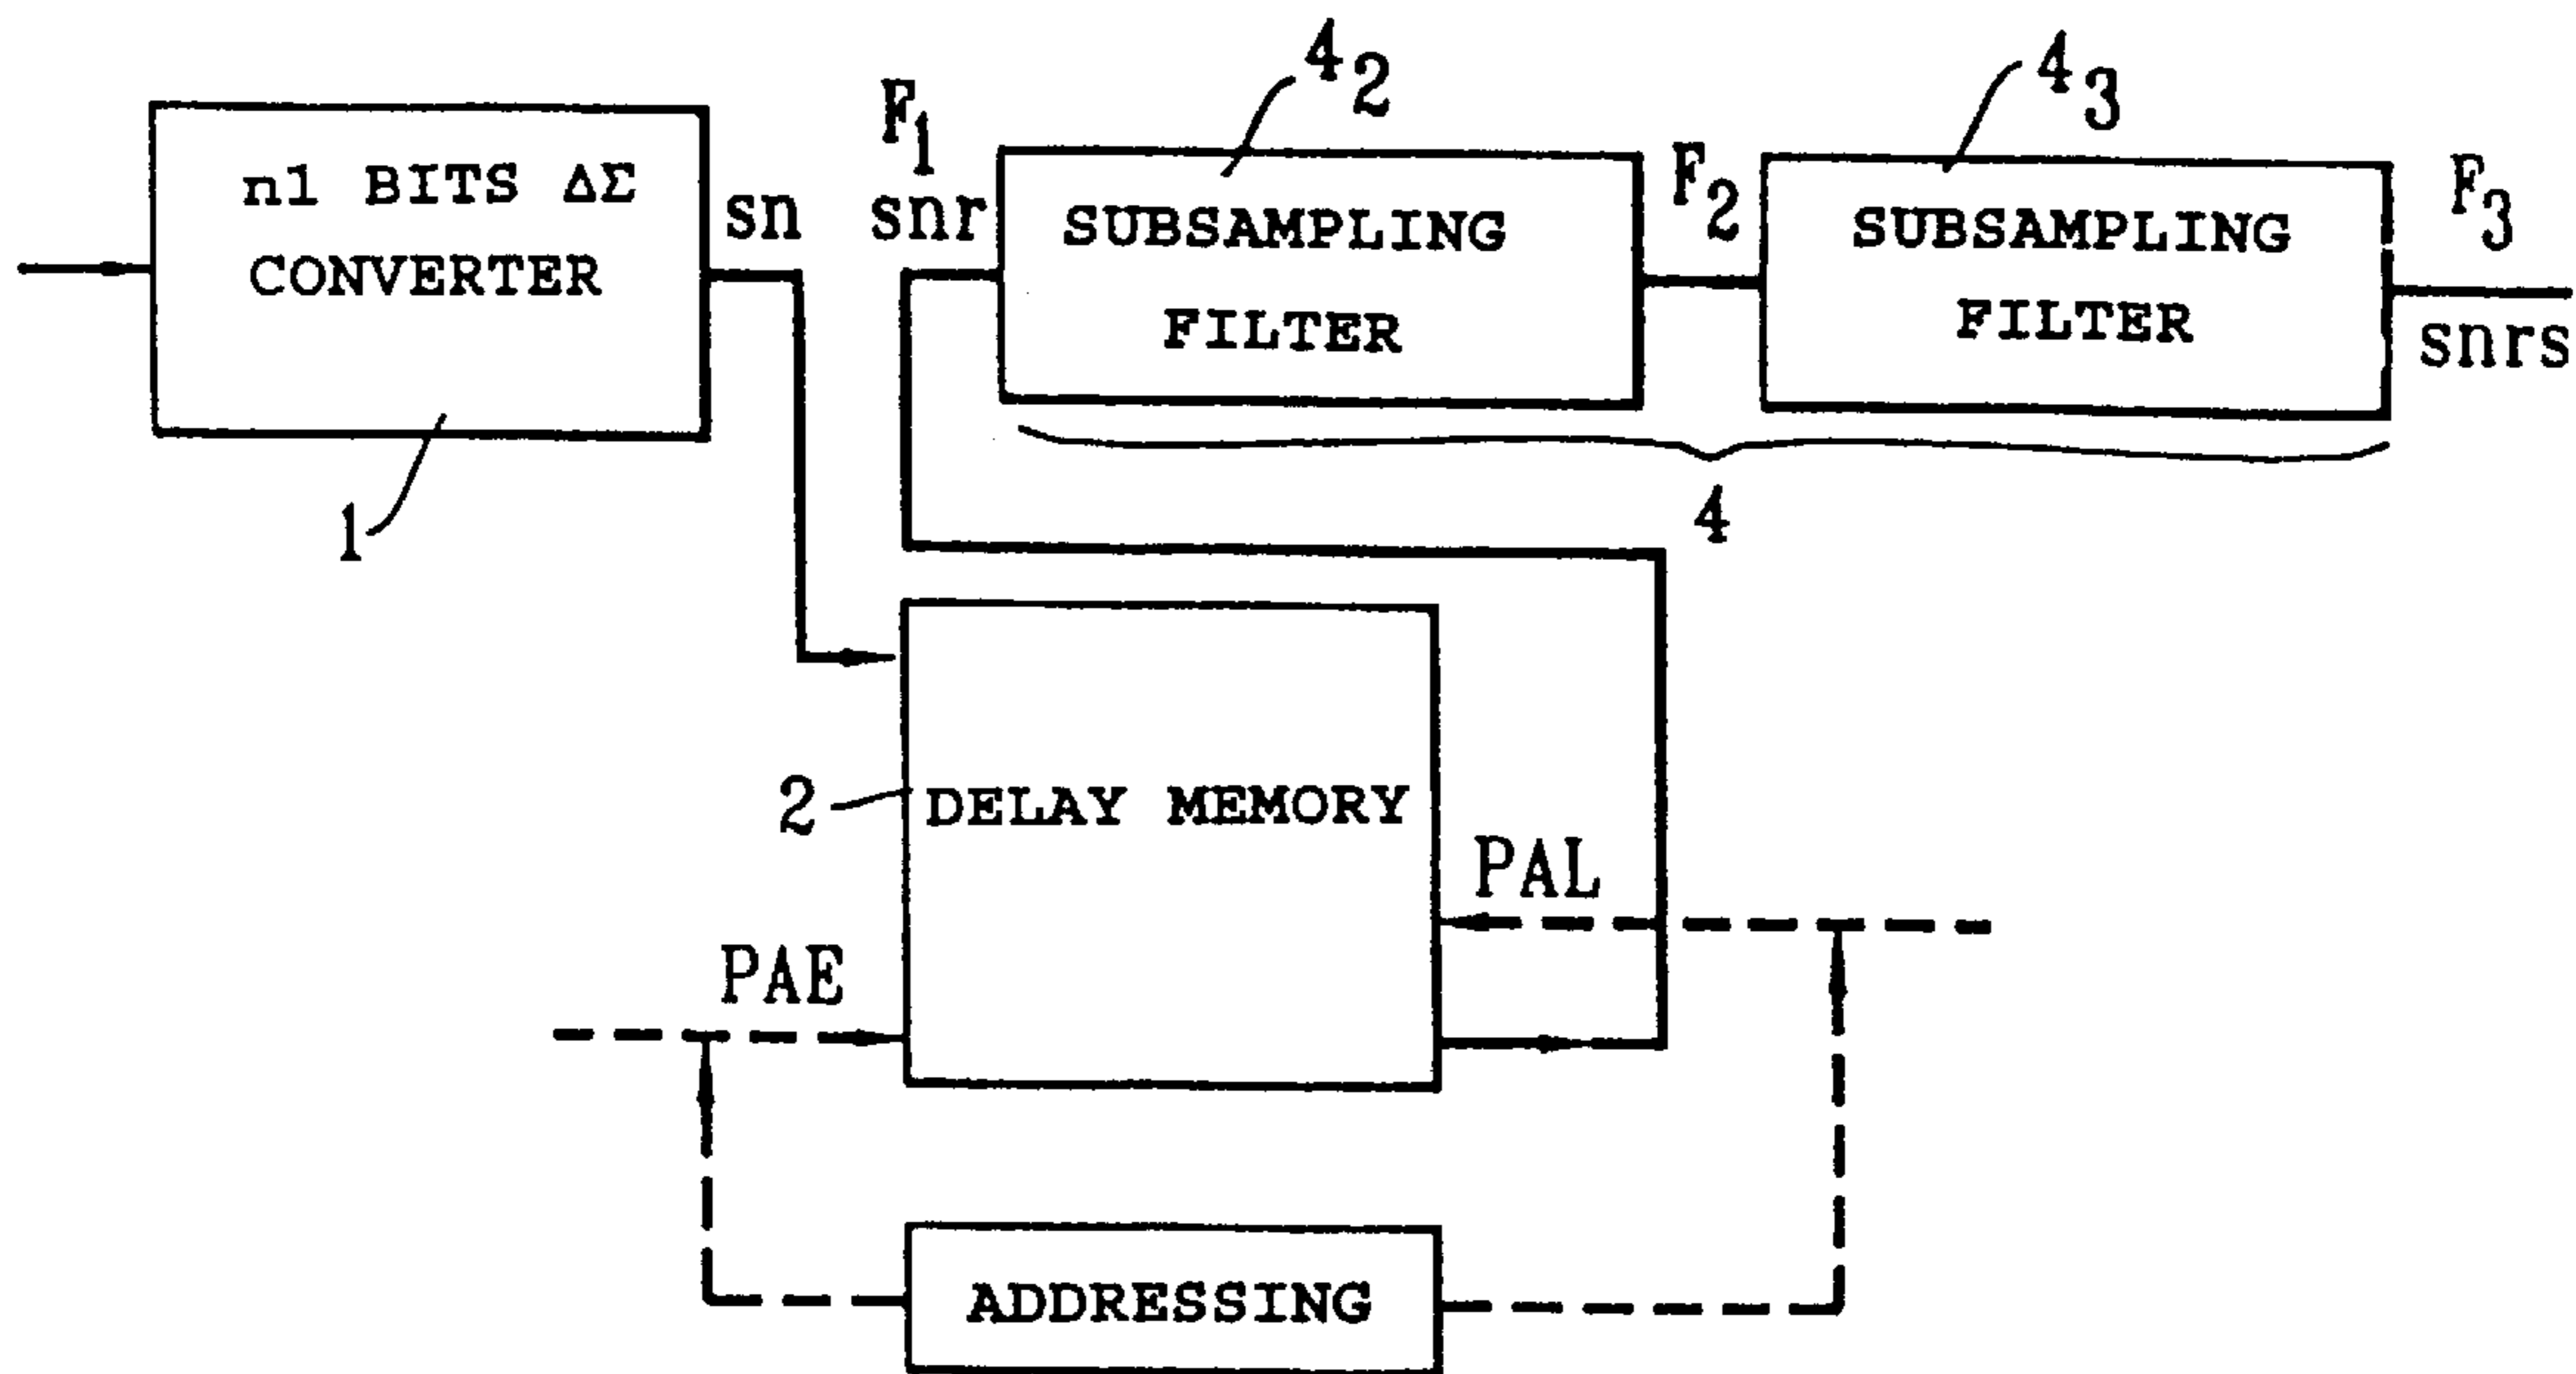 n1 BITS ΔΣ
CONVERTER
1
sn
F1
snr
42
SUBSAMPLING
FILTER
F2
43
SUBSAMPLING
FILTER
F3
snrs
4
2
DELAY MEMORY
PAL
PAE
ADDRESSING